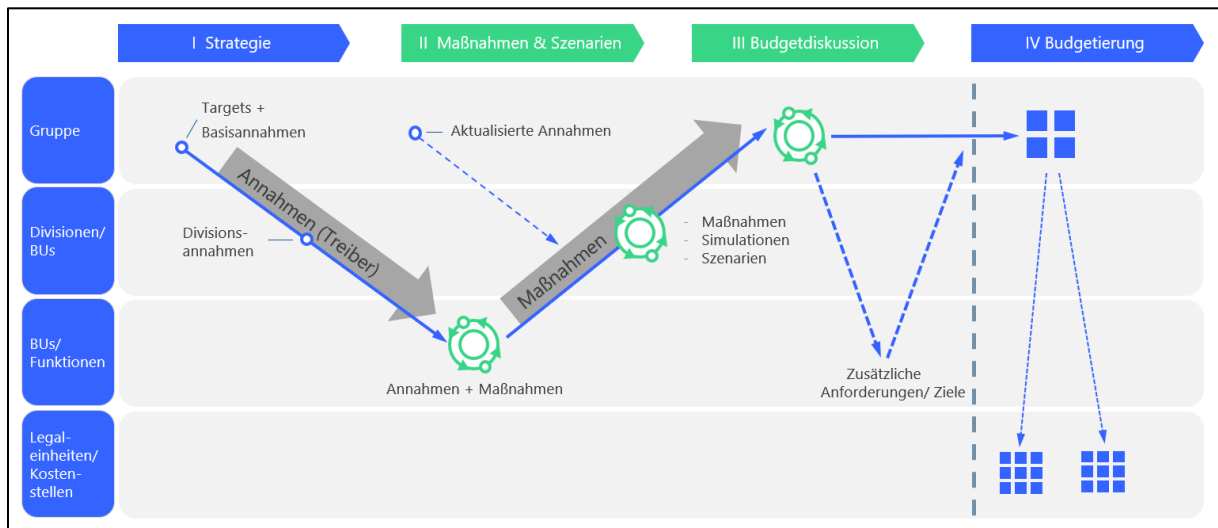 I Strategie
II Maßnahmen & Szenarien
III Budgetdiskussion
IV Budgetierung
Gruppe
Targets +
Basisannahmen
Aktualisierte Annahmen
Annahmen (Treiber)
Maßnahmen
Divisionen/
BUs
Divisions-
annahmen
- Maßnahmen
- Simulationen
- Szenarien
BUs/
Funktionen
Annahmen + Maßnahmen
Zusätzliche
Anforderungen/ Ziele
Legal-
einheiten/
Kosten-
stellen